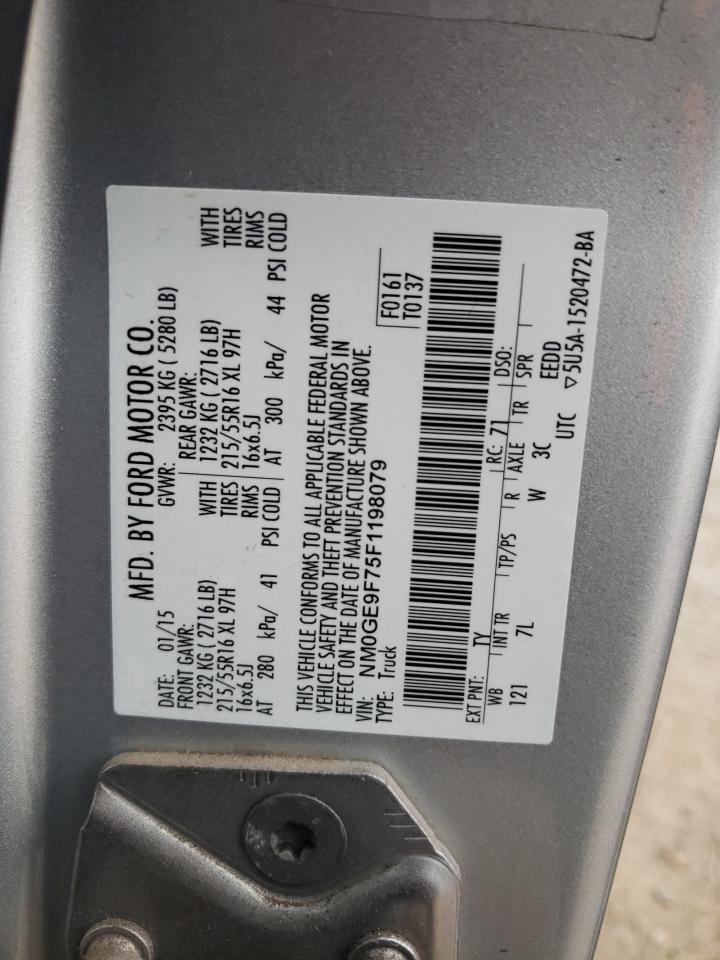 MFD. BY FORD MOTOR CO.
DATE: 01/15 GVWR: 2395 KG ( 5280 LB)
FRONT GAWR: REAR GAWR:
1232 KG ( 2716 LB) WITH 1232 KG ( 2716 LB) WITH
215/55R16 XL 97H TIRES 215/55R16 XL 97H TIRES
16x6.5J RIMS 16x6.5J RIMS
AT 280 kPa/ 41 PSI COLD AT 300 kPa/ 44 PSI COLD
THIS VEHICLE CONFORMS TO ALL APPLICABLE FEDERAL MOTOR
VEHICLE SAFETY AND THEFT PREVENTION STANDARDS IN
EFFECT ON THE DATE OF MANUFACTURE SHOWN ABOVE.
VIN: NM0GE9F75F1198079 F0161
TYPE: Truck T0137
EXT PNT: TY RC: 71 DSO:
WB INT TR TP/PS R AXLE TR SPR
121 7L W 3C EEDD
UTC ▽5U5A-1520472-BA